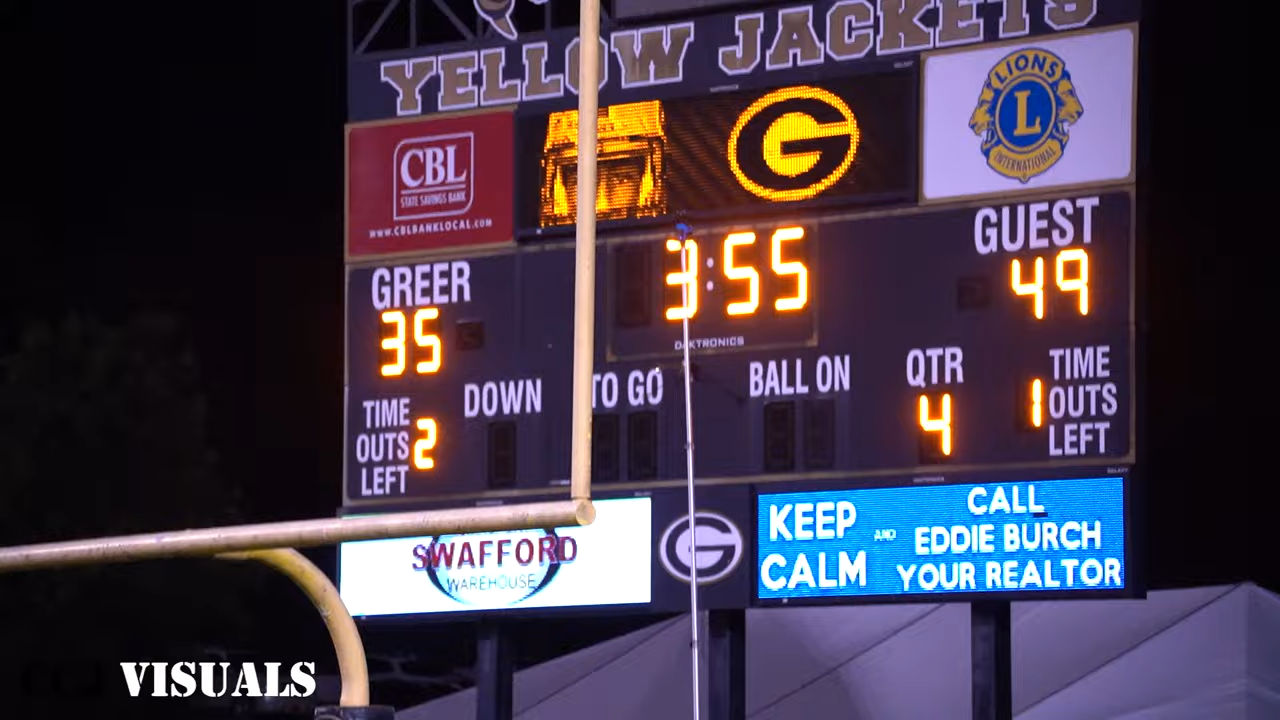 YELLOW JACKETS
CBL
STATE SAVINGS BANK
WWW.CBLBANKLOCAL.COM
G
LIONS
L
INTERNATIONAL
GREER
35
3:55
DAKTRONICS
GUEST
49
TIME
OUTS
LEFT
2
DOWN
TO GO
BALL ON
QTR
4
1
TIME
OUTS
LEFT
SWAFFORD
WAREHOUSE
G
KEEP
CALM
AND
CALL
EDDIE BURCH
YOUR REALTOR
VISUALS